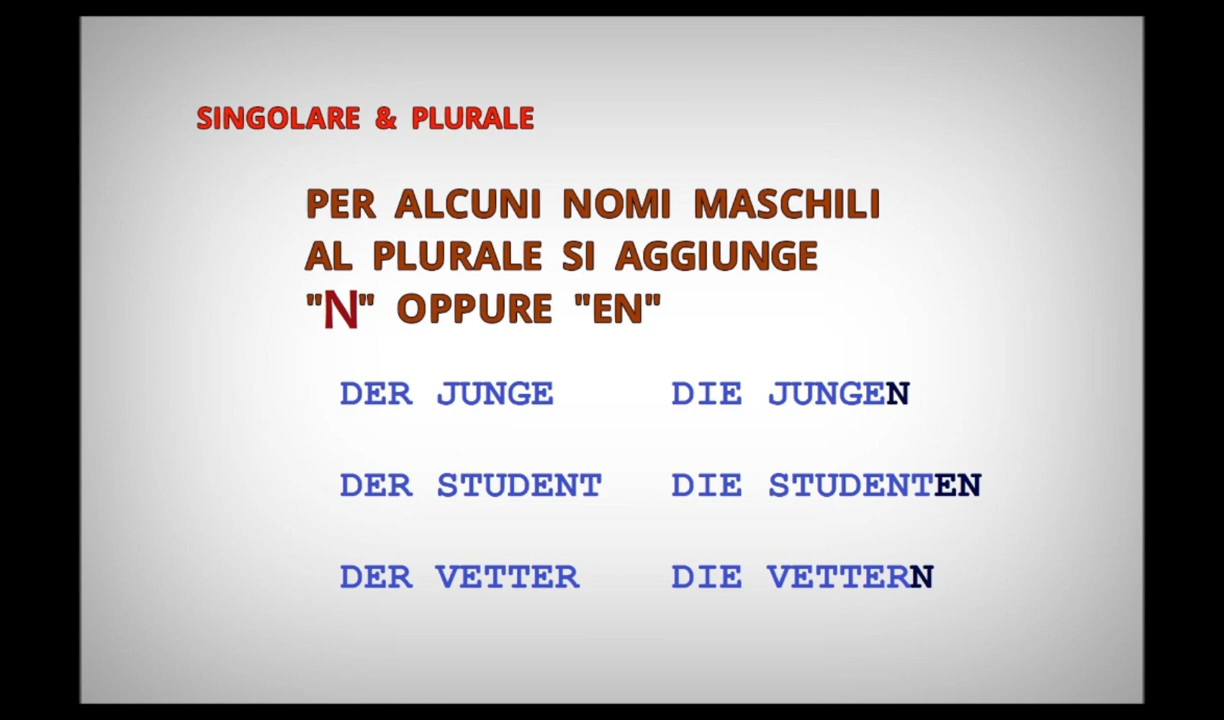 SINGOLARE & PLURALE
PER ALCUNI NOMI MASCHILI
AL PLURALE SI AGGIUNGE
"N" OPPURE "EN"
DER JUNGE DIE JUNGEN
DER STUDENT DIE STUDENTEN
DER VETTER DIE VETTERN